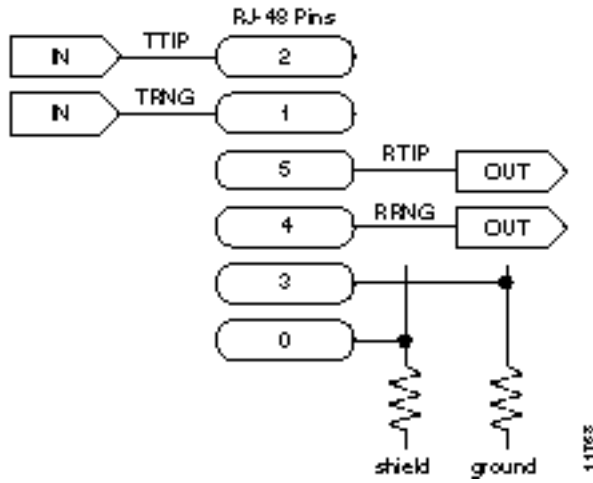 RJ-48 Pins
IN TTIP 2
IN TRNG 1
5 RTIP OUT
4 RRNG OUT
3
0
shield ground
11763